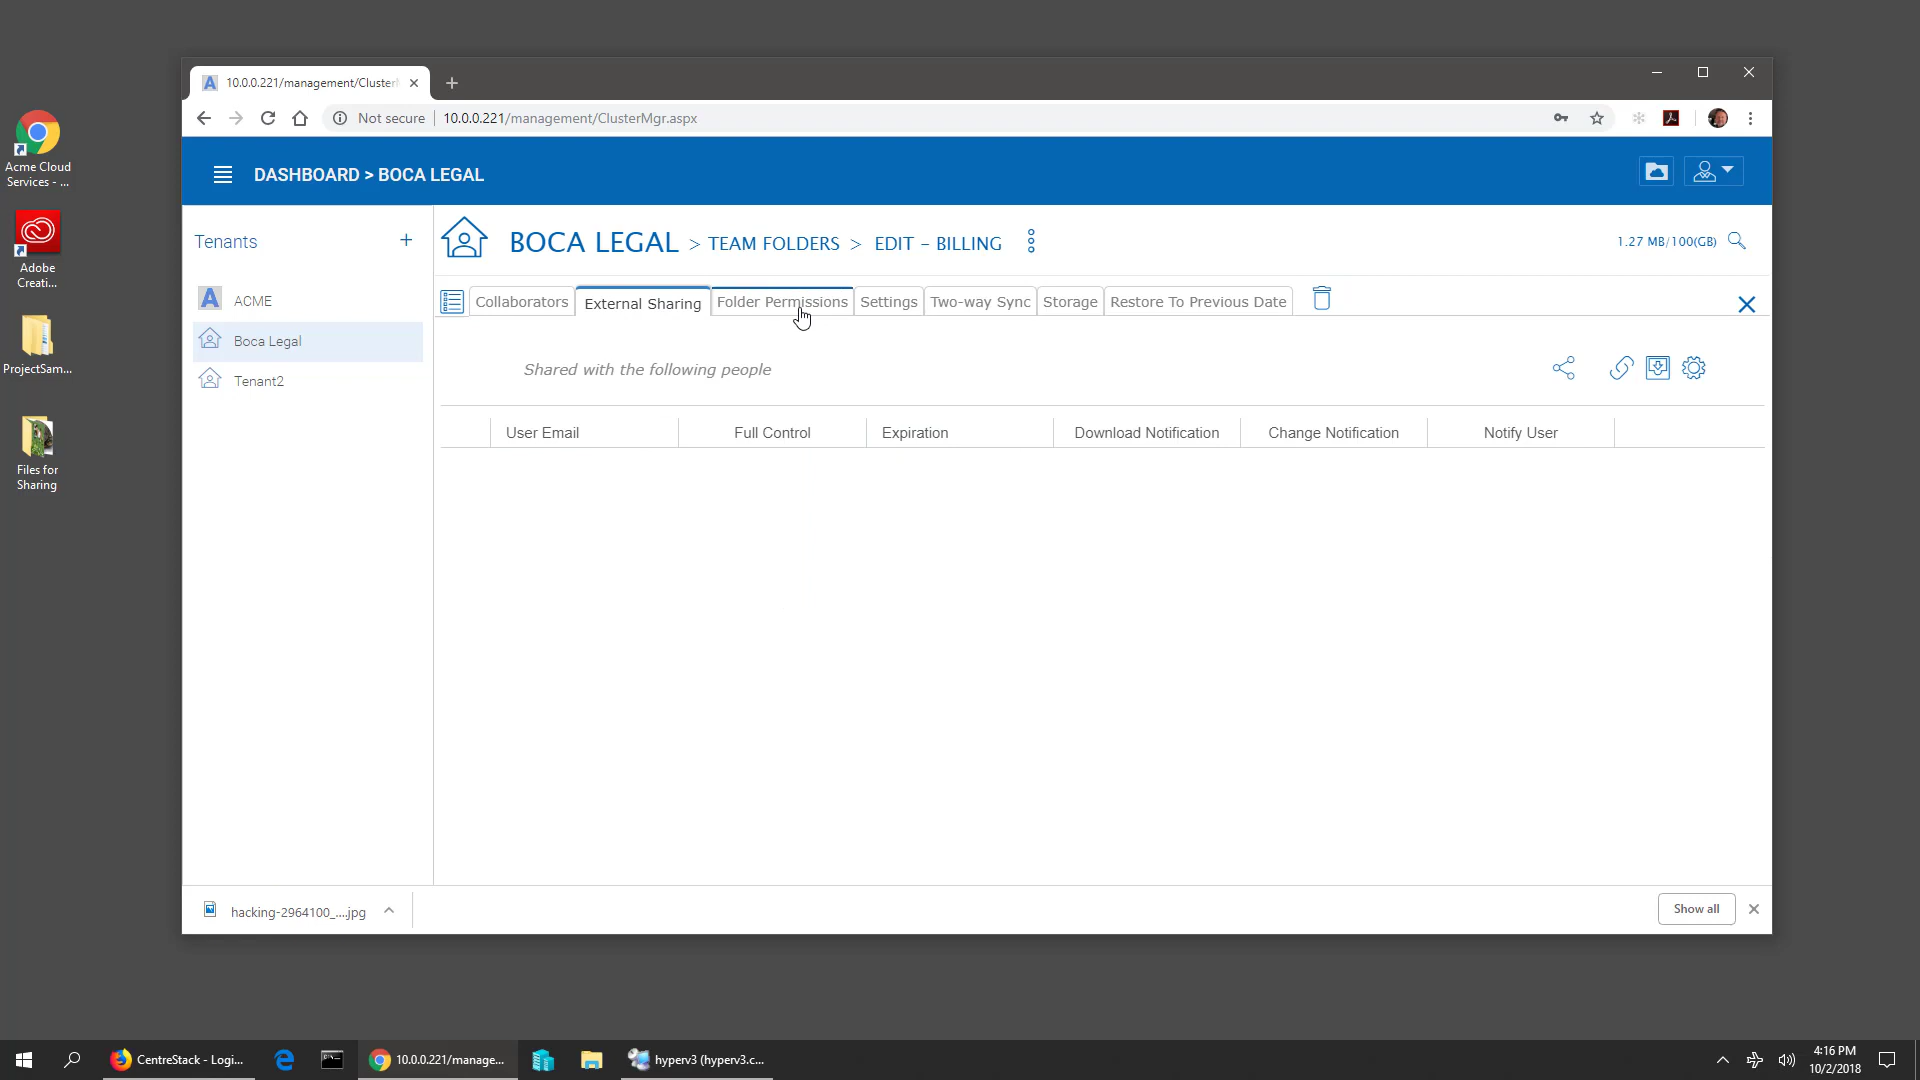 Acme Cloud
Services - ...
Adobe
Creati...
ProjectSam...
Files for
Sharing
10.0.0.221/management/Cluster
Not secure
10.0.0.221/management/ClusterMgr.aspx
DASHBOARD > BOCA LEGAL
Tenants
+
A ACME
Boca Legal
Tenant2
BOCA LEGAL > TEAM FOLDERS > EDIT - BILLING
1.27 MB/100(GB)
Collaborators
External Sharing
Folder Permissions
Settings
Two-way Sync
Storage
Restore To Previous Date
Shared with the following people
User Email
Full Control
Expiration
Download Notification
Change Notification
Notify User
hacking-2964100_....jpg
Show all
CentreStack - Logi...
10.0.0.221/manage...
hyperv3 (hyperv3.c...
4:16 PM
10/2/2018